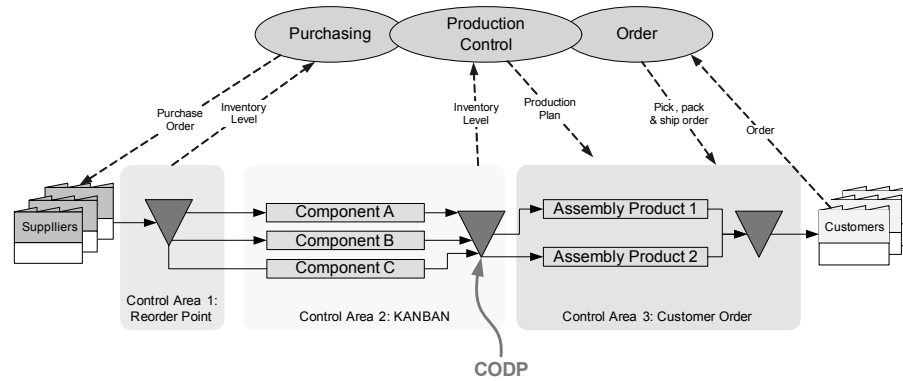 Purchasing
Production
Control
Order
Purchase
Order
Inventory
Level
Inventory
Level
Production
Plan
Pick, pack
& ship order
Order
Supplliers
Component A
Component B
Component C
Assembly Product 1
Assembly Product 2
Customers
Control Area 1:
Reorder Point
Control Area 2: KANBAN
Control Area 3: Customer Order
CODP